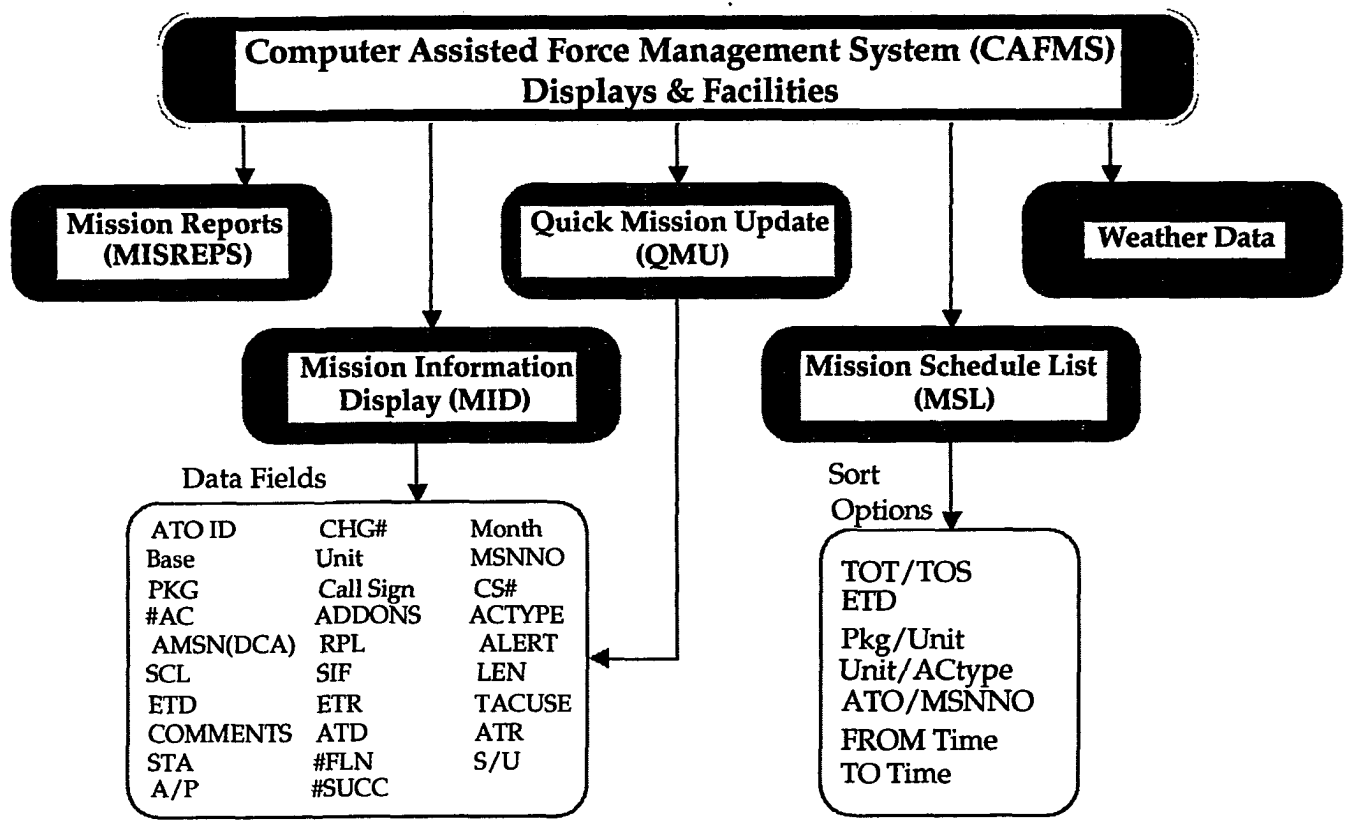 Computer Assisted Force Management System (CAFMS)
Displays & Facilities
Mission Reports
(MISREPS)
Quick Mission Update
(QMU)
Weather Data
Mission Information
Display (MID)
Mission Schedule List
(MSL)
Data Fields
ATO ID CHG# Month
Base Unit MSNNO
PKG Call Sign CS#
#AC ADDONS ACTYPE
AMSN(DCA) RPL ALERT
SCL SIF LEN
ETD ETR TACUSE
COMMENTS ATD ATR
STA #FLN S/U
A/P #SUCC
Sort
Options
TOT/TOS
ETD
Pkg/Unit
Unit/ACtype
ATO/MSNNO
FROM Time
TO Time